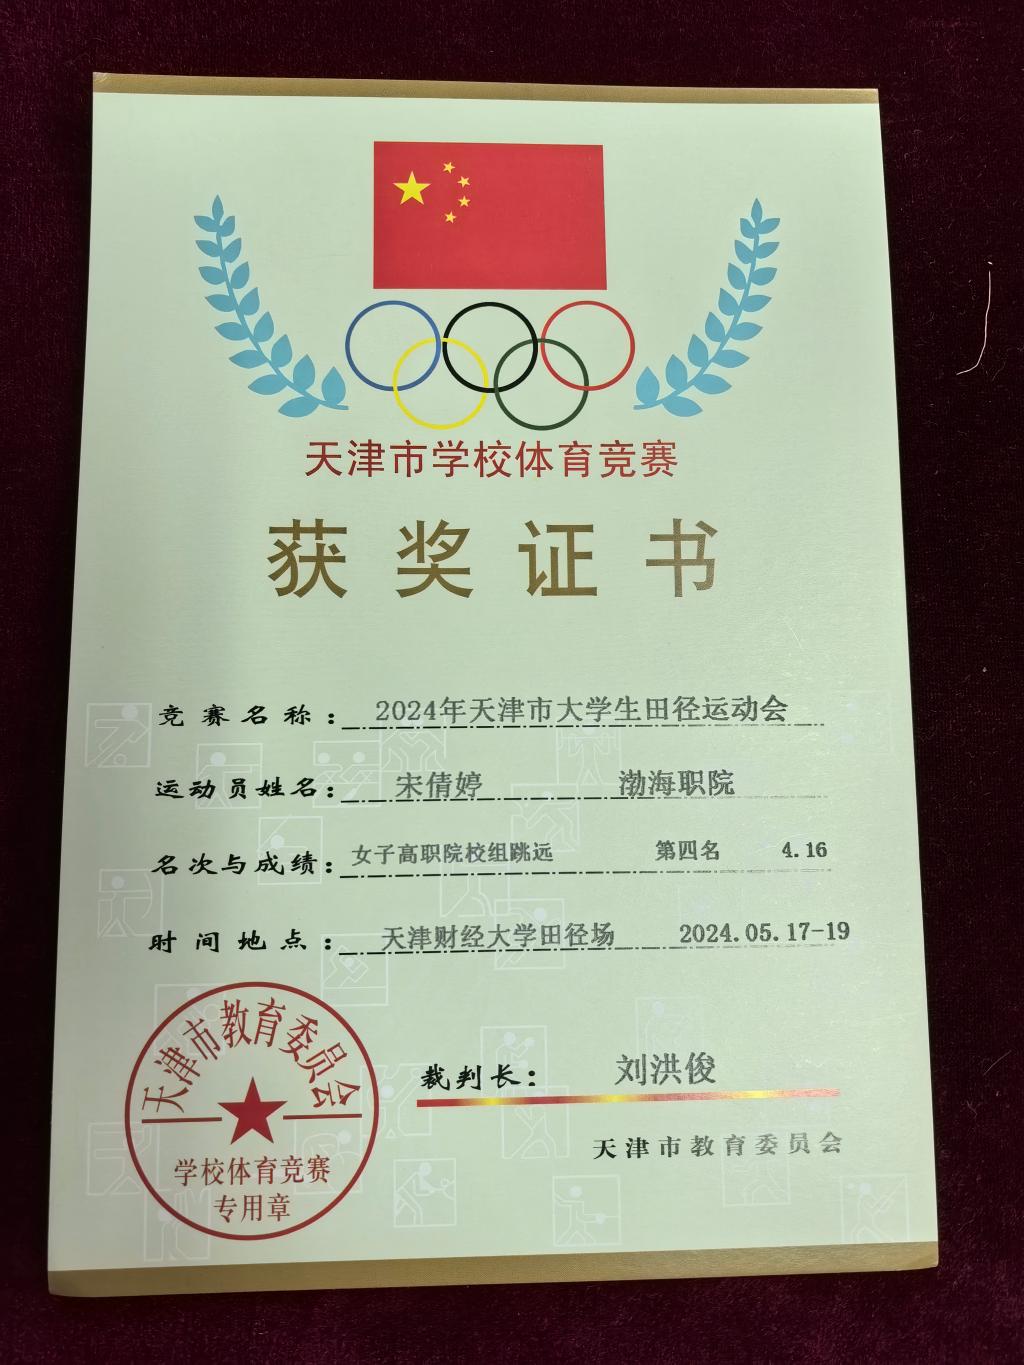 天津市学校体育竞赛
获奖证书
竞赛名称：2024年天津市大学生田径运动会
运动员姓名：宋倩婷 渤海职院
名次与成绩：女子高职院校组跳远 第四名 4.16
时间地点：天津财经大学田径场 2024.05.17-19
天津市教育委员会
学校体育竞赛
专用章
裁判长：刘洪俊
天津市教育委员会